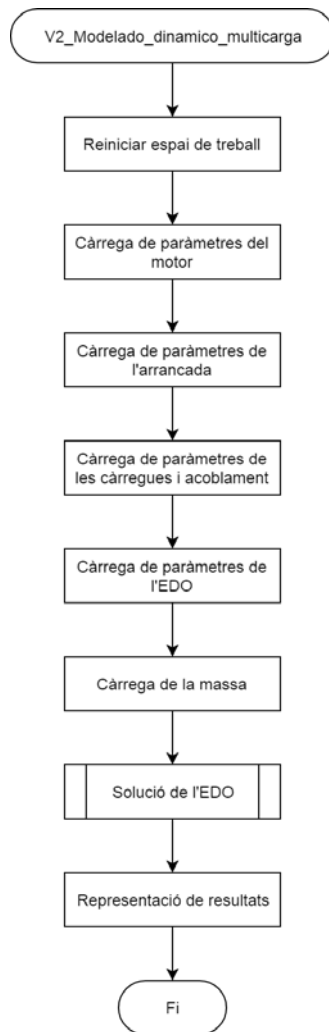 V2_Modelado_dinamico_multicarga
Reiniciar espai de treball
Càrrega de paràmetres del
motor
Càrrega de paràmetres de
l'arrancada
Càrrega de paràmetres de
les càrregues i acoblament
Càrrega de paràmetres de
l'EDO
Càrrega de la massa
Solució de l'EDO
Representació de resultats
Fi